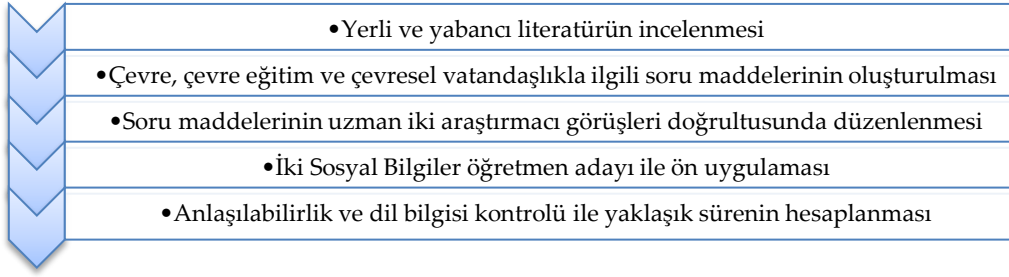 •Yerli ve yabancı literatürün incelenmesi
•Çevre, çevre eğitim ve çevresel vatandaşlıkla ilgili soru maddelerinin oluşturulması
•Soru maddelerinin uzman iki araştırmacı görüşleri doğrultusunda düzenlenmesi
•İki Sosyal Bilgiler öğretmen adayı ile ön uygulaması
•Anlaşılabilirlik ve dil bilgisi kontrolü ile yaklaşık sürenin hesaplanması